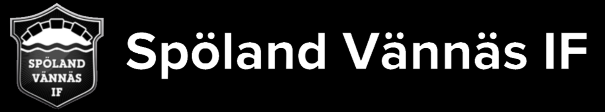 SPÖLAND
VÄNNÄS
IF
Spöland Vännäs IF